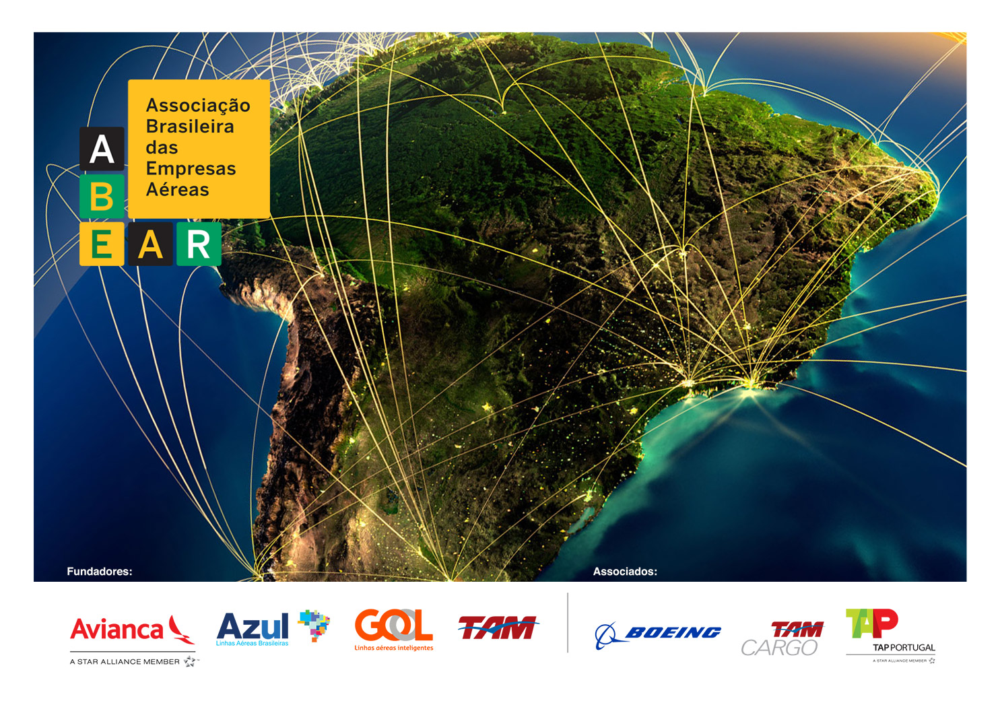 Associação
Brasileira
das
Empresas
Aéreas
A
B
E A R
Fundadores:
Associados:
Avianca
A STAR ALLIANCE MEMBER
Azul
Linhas Aéreas Brasileiras
GOL
Linhas aéreas inteligentes
TAM
BOEING
TAM
CARGO
TAP
TAP PORTUGAL
A STAR ALLIANCE MEMBER